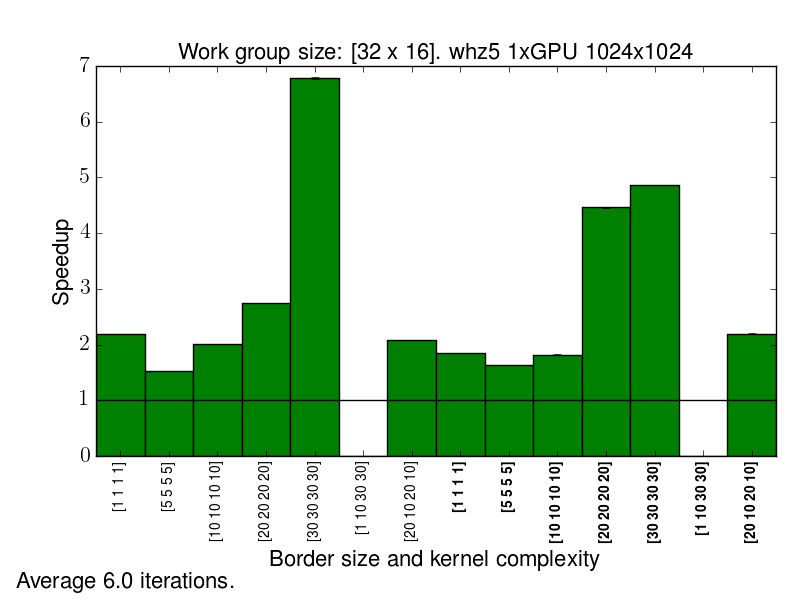 Work group size: [32 x 16]. whz5 1xGPU 1024x1024
7
6
5
4
3
2
1
0
Speedup
[1 1 1 1]
[5 5 5 5]
[10 10 10 10]
[20 20 20 20]
[30 30 30 30]
[1 10 30 30]
[20 10 20 10]
[1 1 1 1]
[5 5 5 5]
[10 10 10 10]
[20 20 20 20]
[30 30 30 30]
[1 10 30 30]
[20 10 20 10]
Border size and kernel complexity
Average 6.0 iterations.